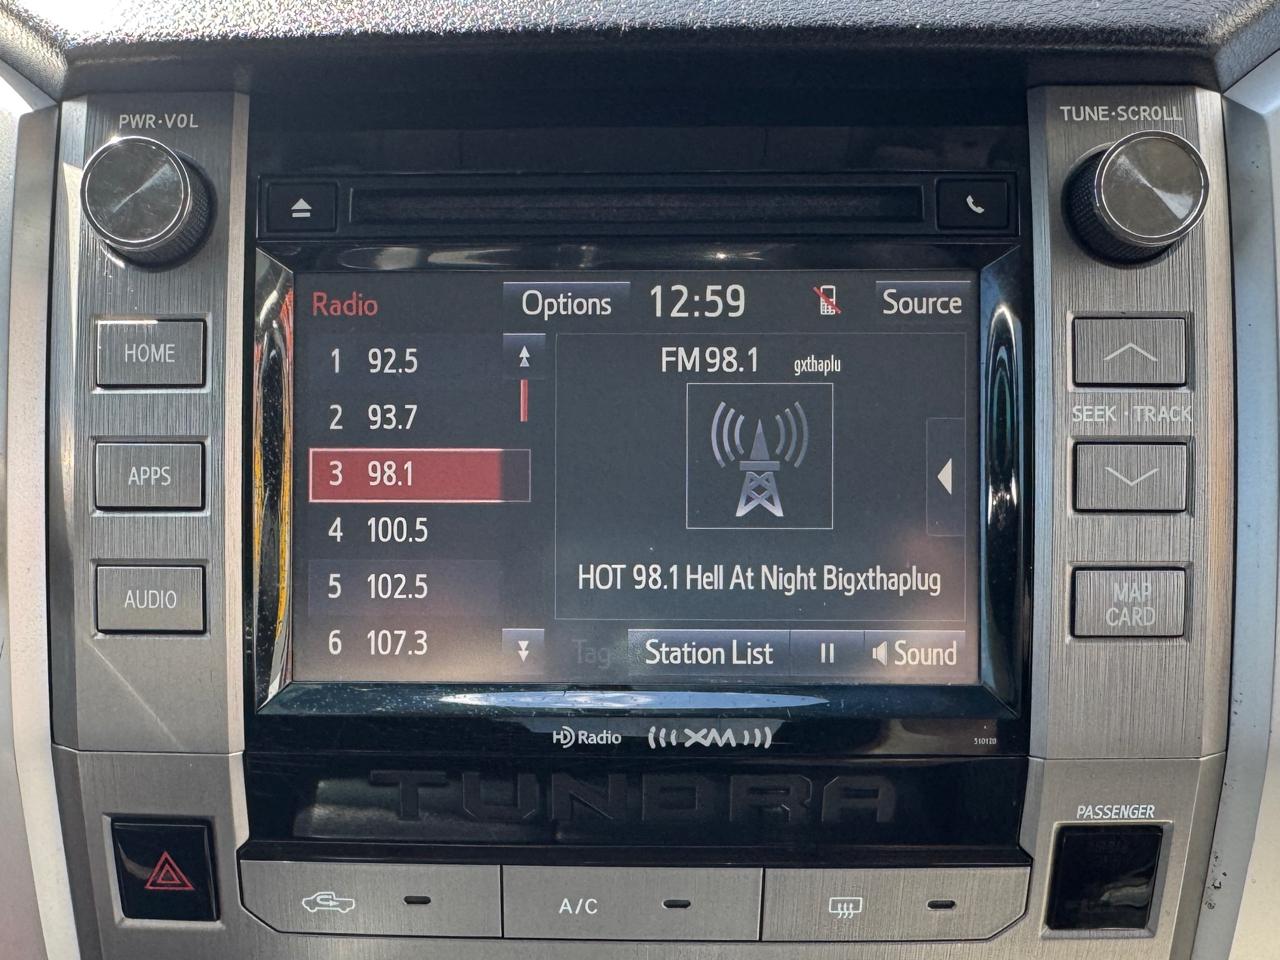 PWR·VOL
TUNE·SCROLL
HOME
APPS
AUDIO
Radio
Options
12:59
Source
1 92.5
2 93.7
3 98.1
4 100.5
5 102.5
6 107.3
FM 98.1 gxthaplu
HOT 98.1 Hell At Night Bigxthaplug
Tag
Station List
Sound
SEEK · TRACK
MAP
CARD
HD Radio
XM
510120
TUNDRA
PASSENGER
A/C